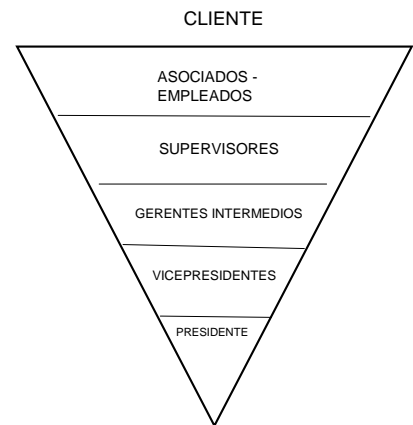 CLIENTE
ASOCIADOS -
EMPLEADOS
SUPERVISORES
GERENTES INTERMEDIOS
VICEPRESIDENTES
PRESIDENTE